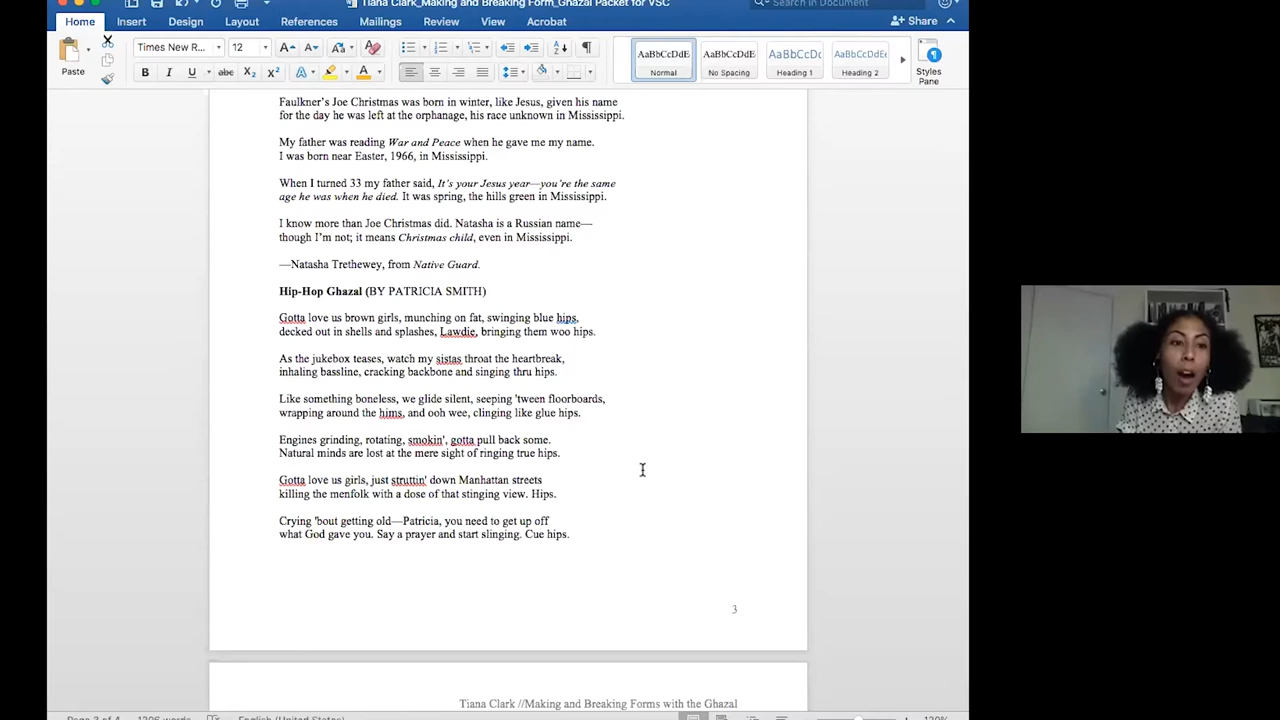 Tiana Clark_Making and Breaking Form_Ghazal Packet for VSC
Search in Document
Home Insert Design Layout References Mailings Review View Acrobat
Share
Paste
Times New R...
12
AaBbCcDdE
Normal
AaBbCcDdE
No Spacing
AaBbCcDc
Heading 1
AaBbCcDdE
Heading 2
Styles
Pane
Faulkner's Joe Christmas was born in winter, like Jesus, given his name
for the day he was left at the orphanage, his race unknown in Mississippi.
My father was reading War and Peace when he gave me my name.
I was born near Easter, 1966, in Mississippi.
When I turned 33 my father said, It's your Jesus year—you're the same
age he was when he died. It was spring, the hills green in Mississippi.
I know more than Joe Christmas did. Natasha is a Russian name—
though I'm not; it means Christmas child, even in Mississippi.
—Natasha Trethewey, from Native Guard.
Hip-Hop Ghazal (BY PATRICIA SMITH)
Gotta love us brown girls, munching on fat, swinging blue hips,
decked out in shells and splashes, Lawdie, bringing them woo hips.
As the jukebox teases, watch my sistas throat the heartbreak,
inhaling bassline, cracking backbone and singing thru hips.
Like something boneless, we glide silent, seeping 'tween floorboards,
wrapping around the hims, and ooh wee, clinging like glue hips.
Engines grinding, rotating, smokin', gotta pull back some.
Natural minds are lost at the mere sight of ringing true hips.
Gotta love us girls, just struttin' down Manhattan streets
killing the menfolk with a dose of that stinging view. Hips.
Crying 'bout getting old—Patricia, you need to get up off
what God gave you. Say a prayer and start slinging. Cue hips.
3
Tiana Clark //Making and Breaking Forms with the Ghazal
Page 3 of 4 1206 words English (United States) 120%